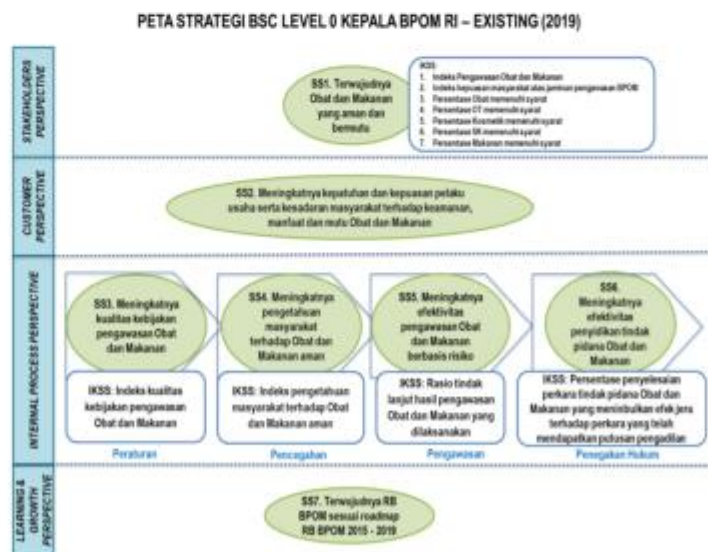 PETA STRATEGI BSC LEVEL 0 KEPALA BPOM RI – EXISTING (2019)
STAKEHOLDERS
PERSPECTIVE
SS1. Terwujudnya
Obat dan Makanan
yang aman dan
bermutu
IKSS:
1. Indeks Pengawasan Obat dan Makanan
2. Indeks kepuasan masyarakat atas jaminan pengawasan BPOM
3. Persentase Obat memenuhi syarat
4. Persentase OT memenuhi syarat
5. Persentase Kosmetik memenuhi syarat
6. Persentase SK memenuhi syarat
7. Persentase Makanan memenuhi syarat
CUSTOMER
PERSPECTIVE
SS2. Meningkatnya kepatuhan dan kepuasan pelaku
usaha serta kesadaran masyarakat terhadap keamanan,
manfaat dan mutu Obat dan Makanan
INTERNAL PROCESS PERSPECTIVE
SS3. Meningkatnya
kualitas kebijakan
pengawasan Obat
dan Makanan
IKSS: Indeks kualitas
kebijakan pengawasan
Obat dan Makanan
Peraturan
SS4. Meningkatnya
pengetahuan
masyarakat
terhadap Obat dan
Makanan aman
IKSS: Indeks pengetahuan
masyarakat terhadap Obat
dan Makanan aman
Pencegahan
SS5. Meningkatnya
efektivitas
pengawasan Obat
dan Makanan
berbasis risiko
IKSS: Rasio tindak
lanjut hasil pengawasan
Obat dan Makanan yang
dilaksanakan
Pengawasan
SS6.
Meningkatnya
efektivitas
penyidikan tindak
pidana Obat dan
Makanan
IKSS: Persentase penyelesaian
perkara tindak pidana Obat dan
Makanan yang menimbulkan efek jera
terhadap perkara yang telah
mendapatkan putusan pengadilan
Penegakan Hukum
LEARNING &
GROWTH
PERSPECTIVE
SS7. Terwujudnya RB
BPOM sesuai roadmap
RB BPOM 2015 - 2019